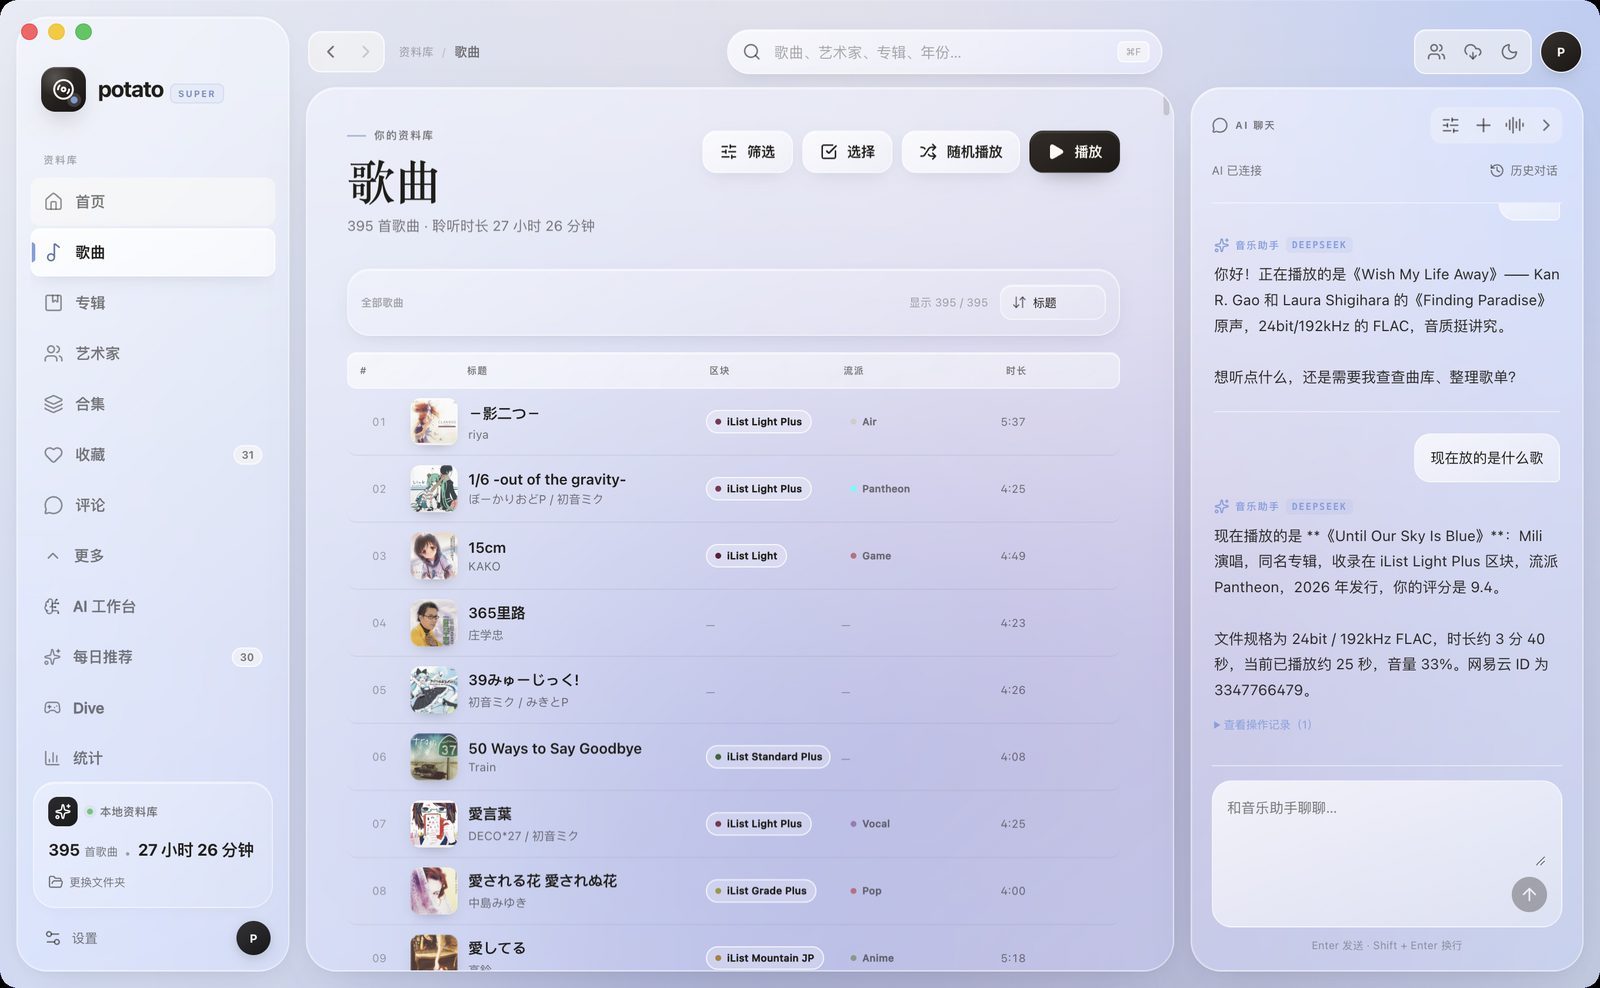 potato SUPER
资料库
首页
歌曲
专辑
艺术家
合集
收藏 31
评论
更多
AI 工作台
每日推荐 30
Dive
统计
本地资料库
395 首歌曲 · 27 小时 26 分钟
更换文件夹
设置 P
资料库 / 歌曲
歌曲、艺术家、专辑、年份... ⌘F
P
你的资料库
歌曲
395 首歌曲 · 聆听时长 27 小时 26 分钟
筛选 选择 随机播放 播放
全部歌曲 显示 395 / 395 标题
# 标题 区块 流派 时长
01 －影二つ－ iList Light Plus Air 5:37
riya
02 1/6 -out of the gravity- iList Light Plus Pantheon 4:25
ぼーかりおどP / 初音ミク
03 15cm iList Light Game 4:49
KAKO
04 365里路 — — 4:23
庄学忠
05 39みゅーじっく! — — 4:26
初音ミク / みきとP
06 50 Ways to Say Goodbye iList Standard Plus — 4:08
Train
07 愛言葉 iList Light Plus Vocal 4:25
DECO*27 / 初音ミク
08 愛される花 愛されぬ花 iList Grade Plus Pop 4:00
中島みゆき
09 愛してる iList Mountain JP Anime 5:18
AI 聊天
AI 已连接 历史对话
音乐助手 DEEPSEEK
你好！正在播放的是《Wish My Life Away》—— Kan
R. Gao 和 Laura Shigihara 的《Finding Paradise》
原声，24bit/192kHz 的 FLAC，音质挺讲究。
想听点什么，还是需要我查查曲库、整理歌单？
现在放的是什么歌
音乐助手 DEEPSEEK
现在播放的是 **《Until Our Sky Is Blue》**：Mili
演唱，同名专辑，收录在 iList Light Plus 区块，流派
Pantheon，2026 年发行，你的评分是 9.4。
文件规格为 24bit / 192kHz FLAC，时长约 3 分 40
秒，当前已播放约 25 秒，音量 33%。网易云 ID 为
3347766479。
查看操作记录（1）
和音乐助手聊聊...
Enter 发送 · Shift + Enter 换行